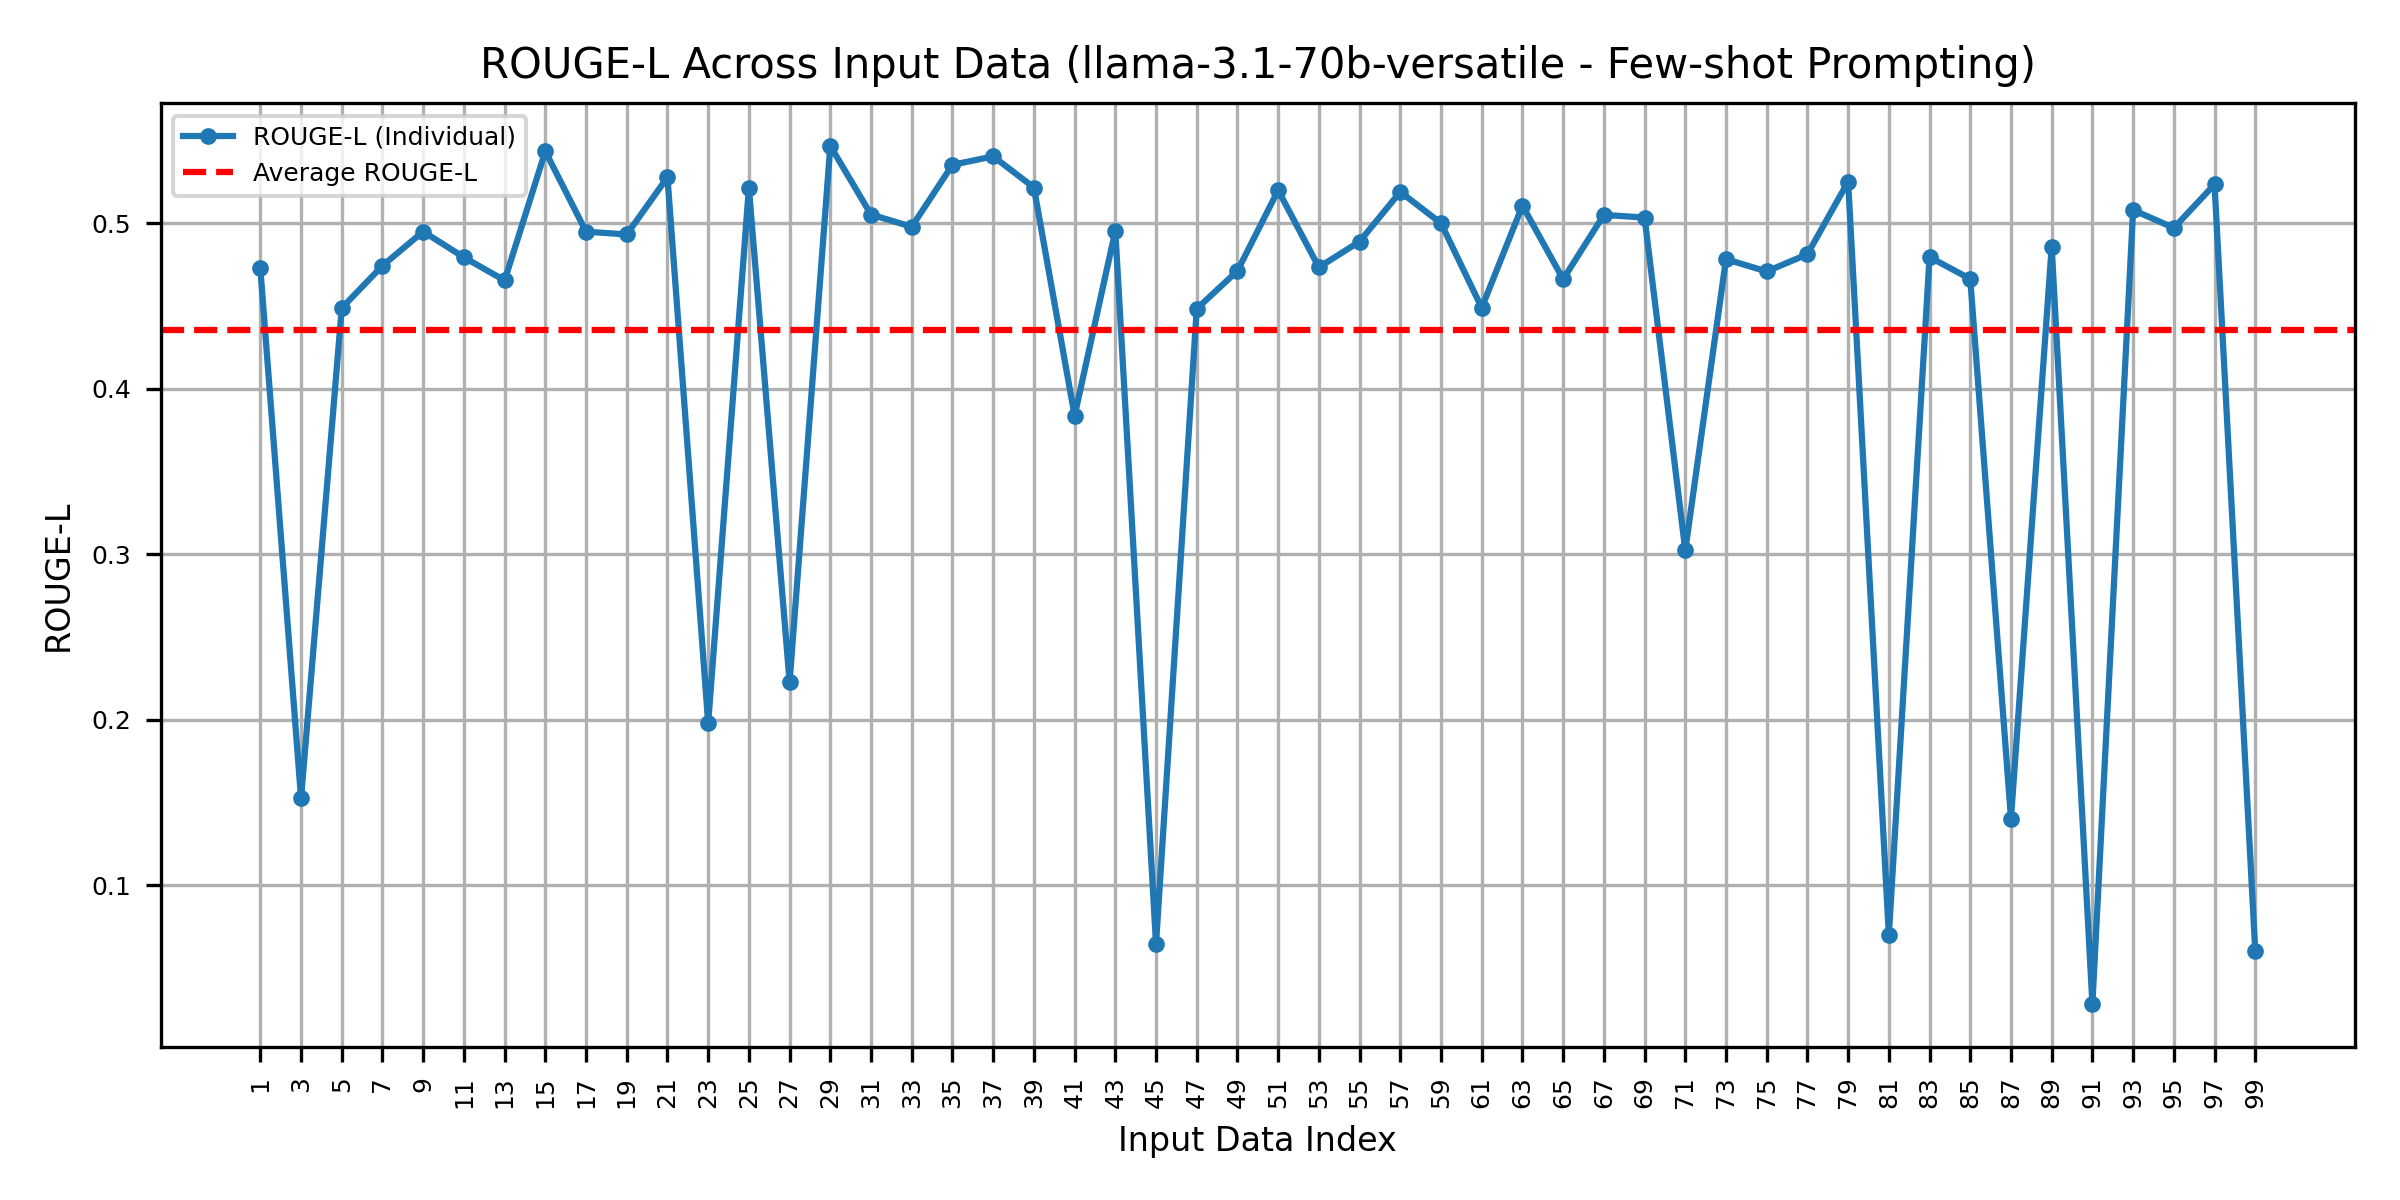 ROUGE-L Across Input Data (llama-3.1-70b-versatile - Few-shot Prompting)
ROUGE-L (Individual)
Average ROUGE-L
ROUGE-L
0.5
0.4
0.3
0.2
0.1
1 3 5 7 9 11 13 15 17 19 21 23 25 27 29 31 33 35 37 39 41 43 45 47 49 51 53 55 57 59 61 63 65 67 69 71 73 75 77 79 81 83 85 87 89 91 93 95 97 99
Input Data Index